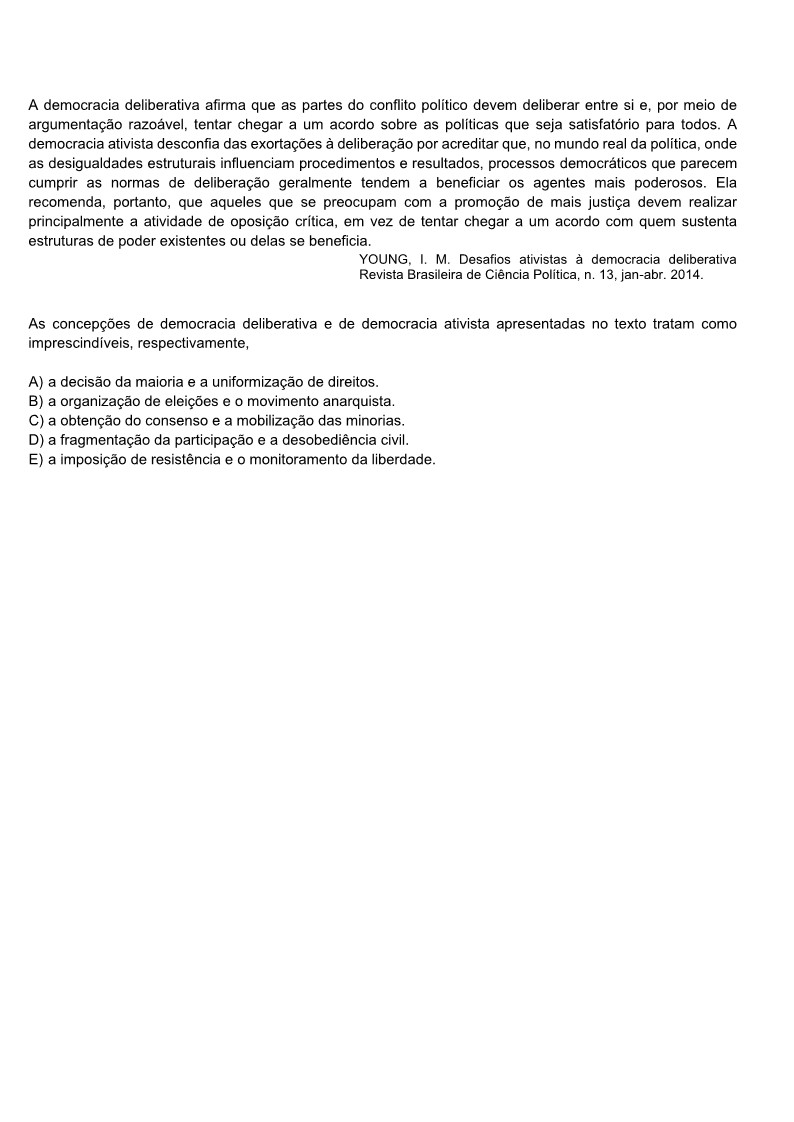 A democracia deliberativa afirma que as partes do conflito político devem deliberar entre si e, por meio de
argumentação razoável, tentar chegar a um acordo sobre as políticas que seja satisfatório para todos. A
democracia ativista desconfia das exortações à deliberação por acreditar que, no mundo real da política, onde
as desigualdades estruturais influenciam procedimentos e resultados, processos democráticos que parecem
cumprir as normas de deliberação geralmente tendem a beneficiar os agentes mais poderosos. Ela
recomenda, portanto, que aqueles que se preocupam com a promoção de mais justiça devem realizar
principalmente a atividade de oposição crítica, em vez de tentar chegar a um acordo com quem sustenta
estruturas de poder existentes ou delas se beneficia.
YOUNG, I. M. Desafios ativistas à democracia deliberativa
Revista Brasileira de Ciência Política, n. 13, jan-abr. 2014.
As concepções de democracia deliberativa e de democracia ativista apresentadas no texto tratam como
imprescindíveis, respectivamente,
A) a decisão da maioria e a uniformização de direitos.
B) a organização de eleições e o movimento anarquista.
C) a obtenção do consenso e a mobilização das minorias.
D) a fragmentação da participação e a desobediência civil.
E) a imposição de resistência e o monitoramento da liberdade.